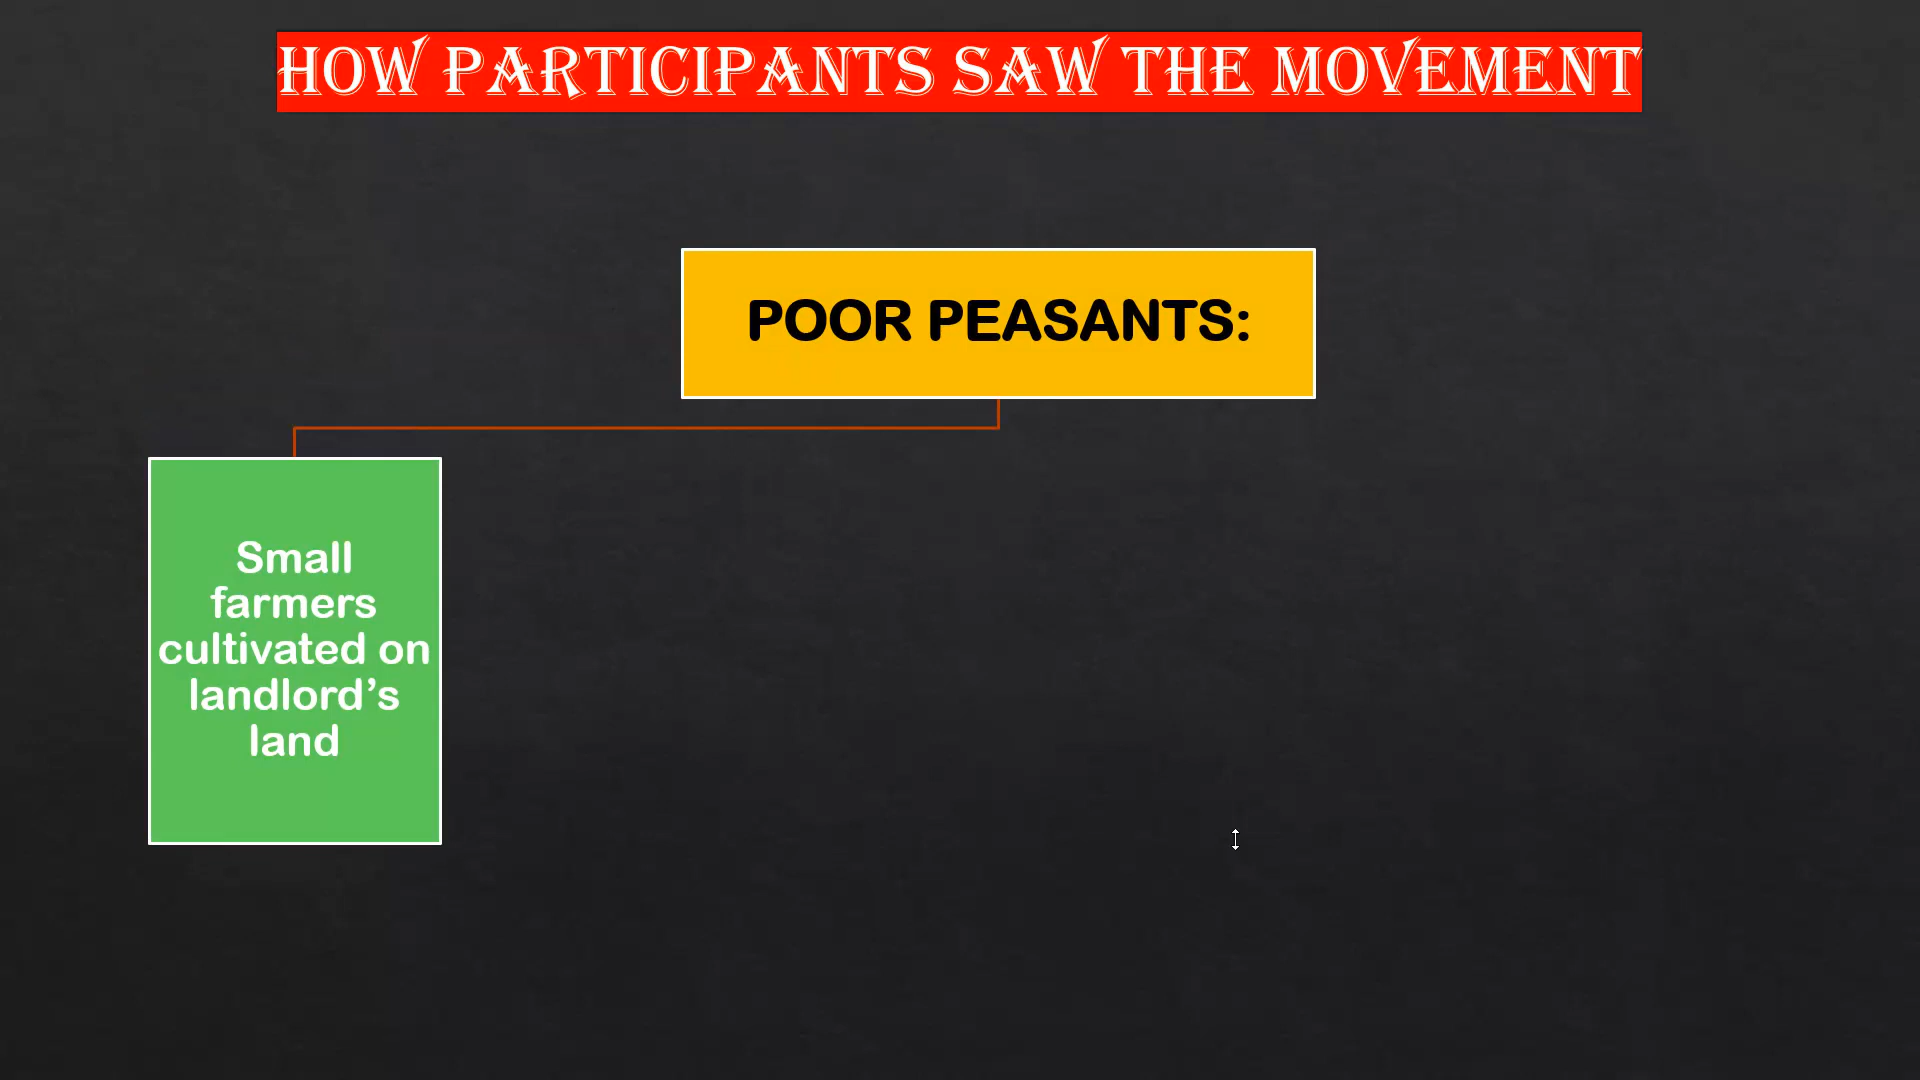 HOW PARTICIPANTS SAW THE MOVEMENT
POOR PEASANTS:
Small
farmers
cultivated on
landlord’s
land